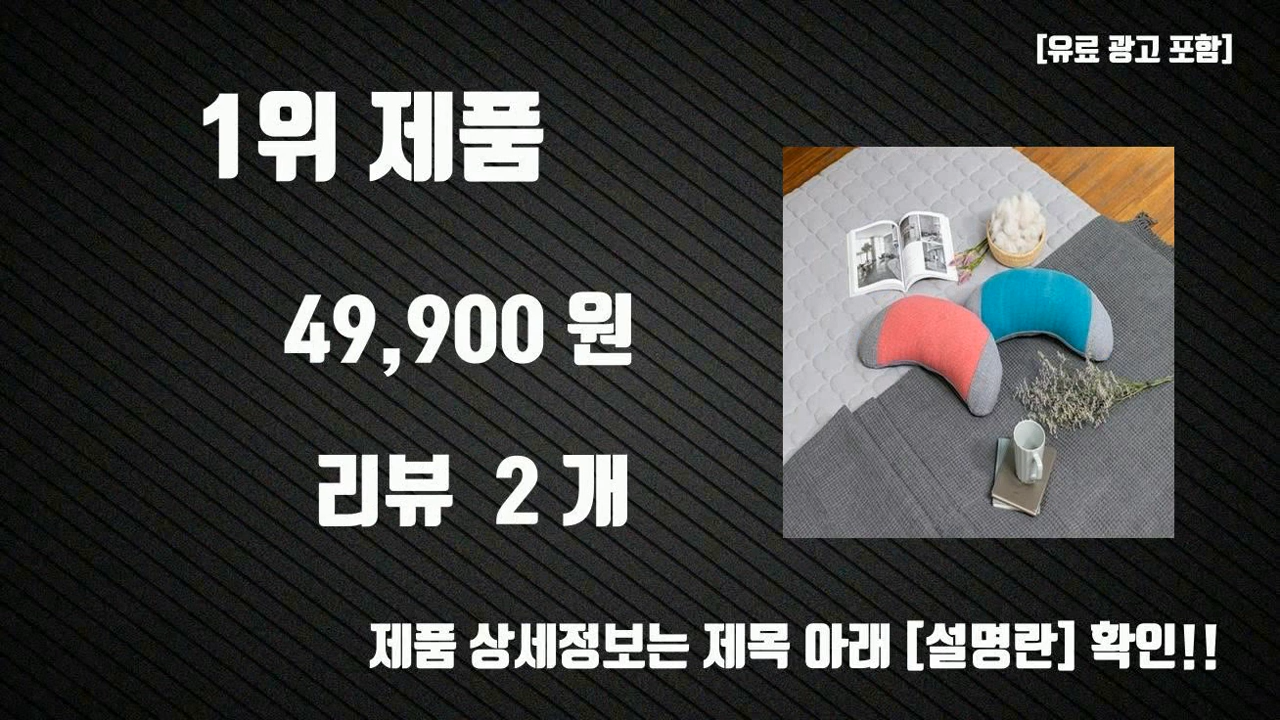 [유료 광고 포함]
1위 제품
49,900 원
리뷰 2 개
제품 상세정보는 제목 아래 [설명란] 확인!!